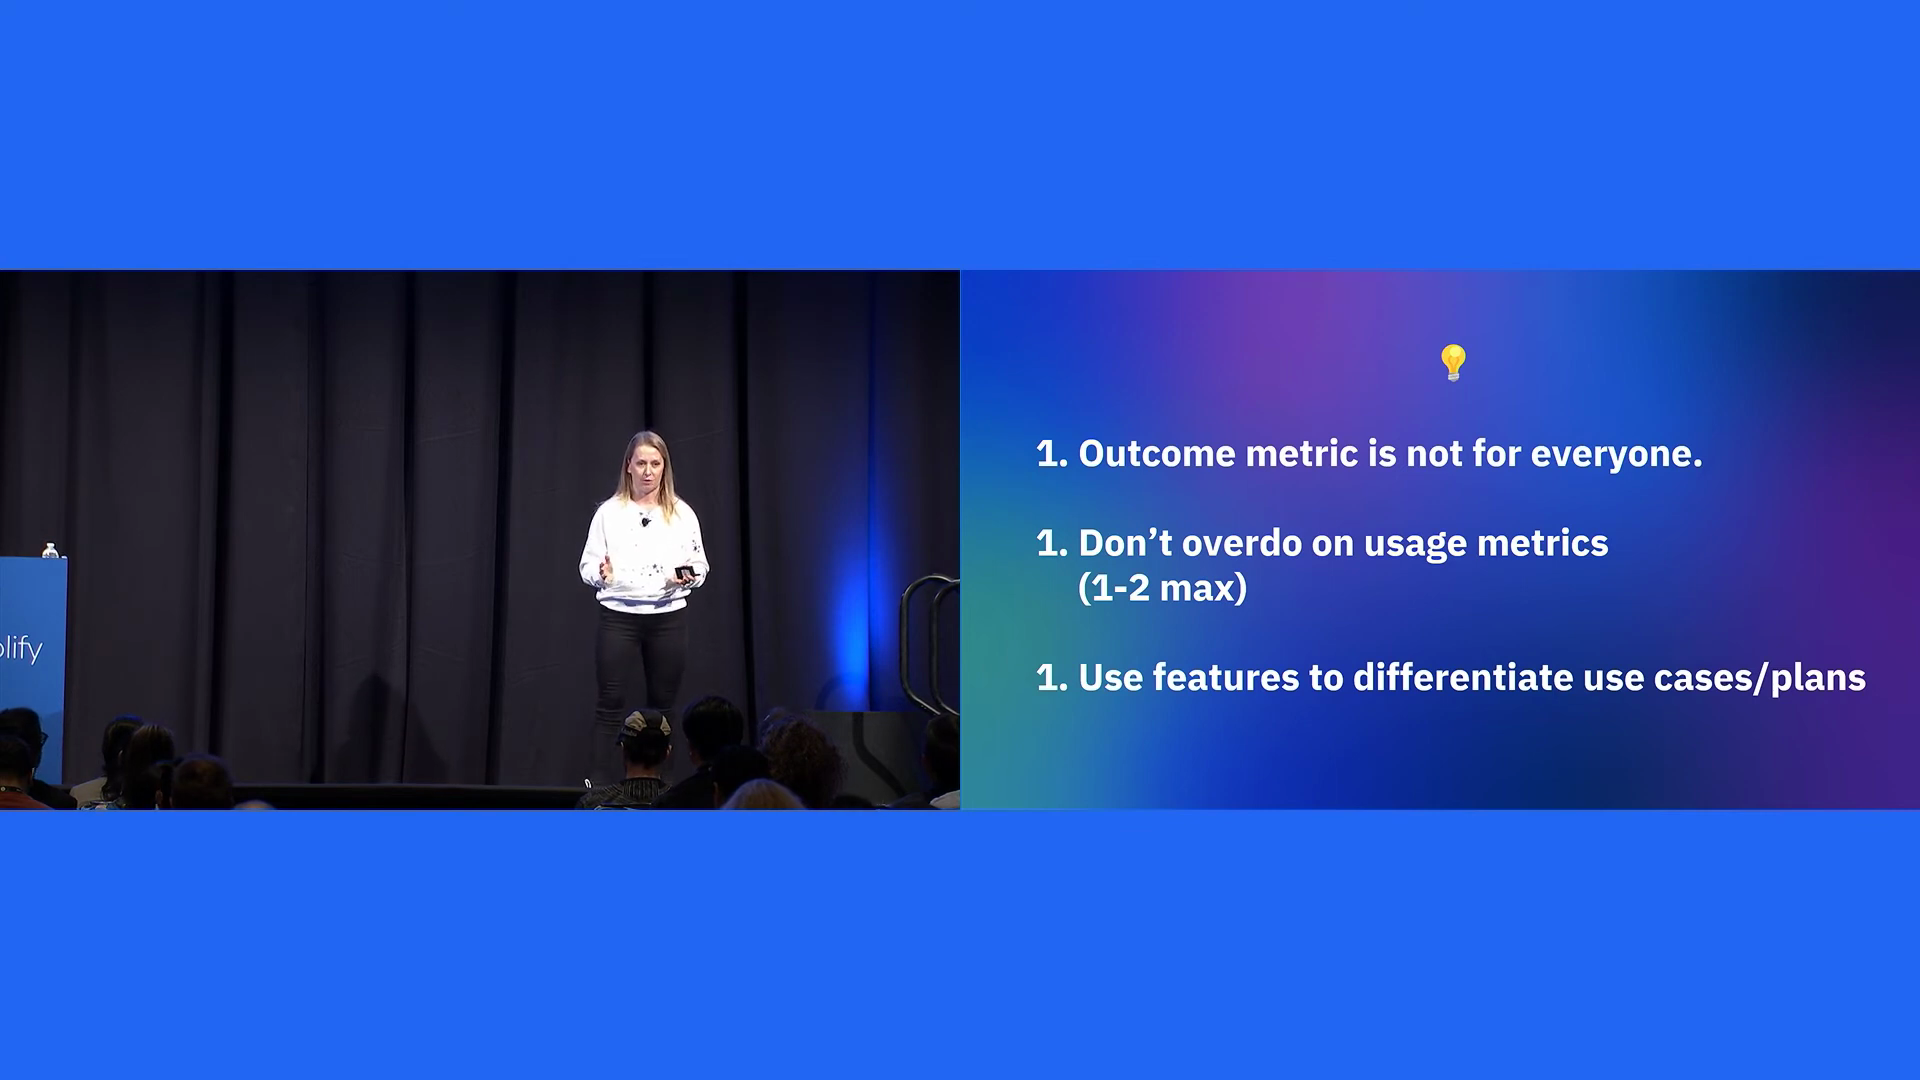 plify
1. Outcome metric is not for everyone.
1. Don’t overdo on usage metrics
(1-2 max)
1. Use features to differentiate use cases/plans